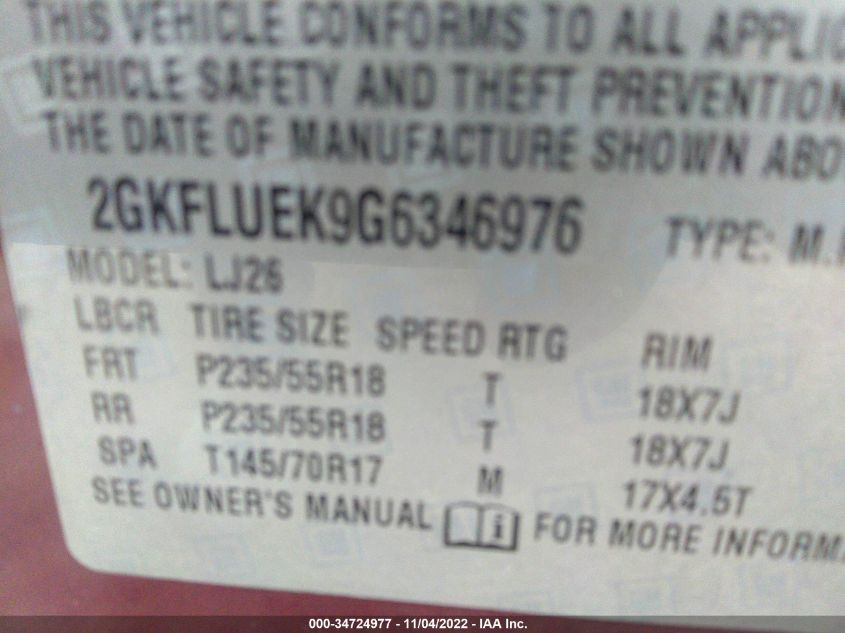 THIS VEHICLE CONFORMS TO ALL APPLIC
VEHICLE SAFETY AND THEFT PREVENTION
THE DATE OF MANUFACTURE SHOWN ABO
2GKFLUEK9G6346976 TYPE: M.
MODEL: LJ26
LBCR TIRE SIZE SPEED RTG RIM
FRT P235/55R18 T 18X7J
RR P235/55R18 T 18X7J
SPA T145/70R17 M 17X4.5T
SEE OWNER'S MANUAL i FOR MORE INFORM
000-34724977 - 11/04/2022 - IAA Inc.